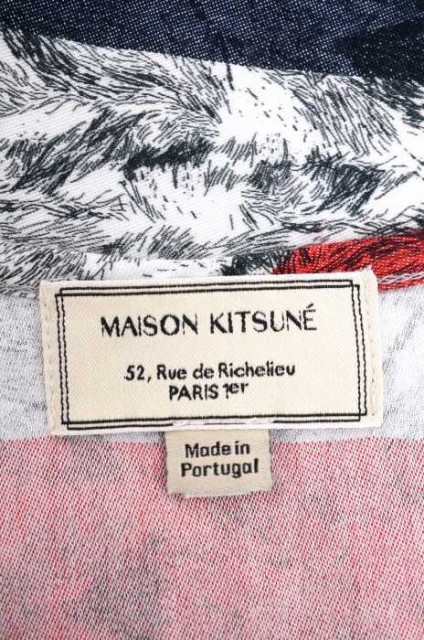 MAISON KITSUNÉ
52, Rue de Richelieu
PARIS 1er
Made in
Portugal